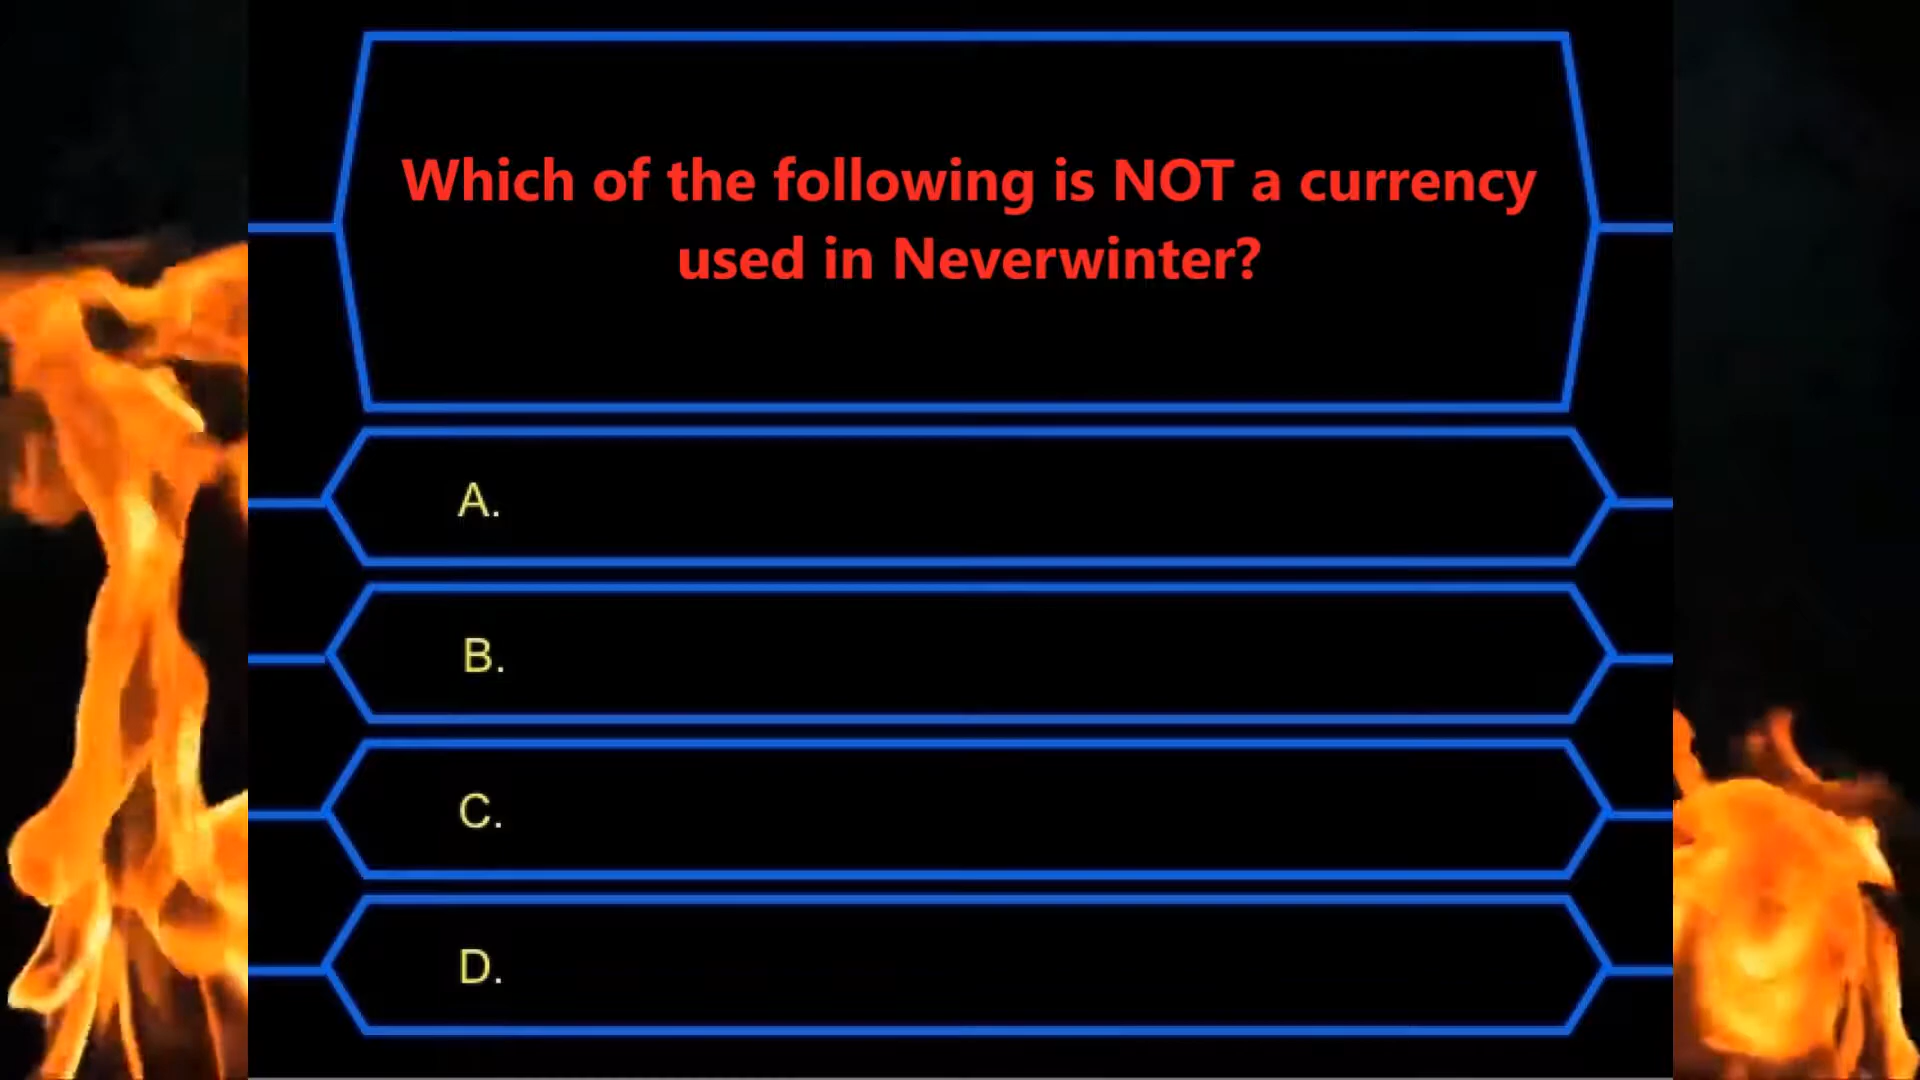 Which of the following is NOT a currency
used in Neverwinter?
A.
B.
C.
D.